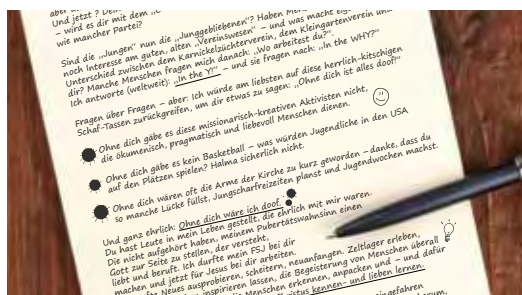 Und jetzt ? Den
– wird es dir mit dem „C
wie mancher Partei?
Sind die „Jungen" nun die „Junggebliebenen"? Haben Men
noch Interesse am guten, alten „Vereinswesen" – und was macht eige
Unterschied zwischen dem Karnickelzüchterverein, dem Kleingartenverein und
dir? Manche Menschen fragen mich danach: „Wo arbeitest du?".
Ich antworte (weltweit): „In the Y!" – und sie fragen nach: „In the WHY?"
Fragen über Fragen – aber: Ich würde am liebsten auf diese herrlich-kitschigen
Schaf-Tassen zurückgreifen, um dir etwas zu sagen: „Ohne dich ist alles doof!"
Ohne dich gäbe es diese missionarisch-kreativen Aktivisten nicht,
die ökumenisch, pragmatisch und liebevoll Menschen dienen.
Ohne dich gäbe es kein Basketball – was würden Jugendliche in den USA
auf den Plätzen spielen? Halma sicherlich nicht.
Ohne dich wären oft die Arme der Kirche zu kurz geworden – danke, dass du
so manche Lücke füllst, Jungscharfreizeiten planst und Jugendwochen machst.
Und ganz ehrlich: Ohne dich wäre ich doof.
Du hast Leute in mein Leben gestellt, die ehrlich mit mir waren.
Die nicht aufgehört haben, meinem Pubertätswahnsinn einen
Gott zur Seite zu stellen, der versteht,
liebt und beruft. Ich durfte mein FSJ bei dir
machen und jetzt für Jesus bei dir arbeiten.
Neues ausprobieren, scheitern, neuanfangen. Zeltlager erleben,
inspirieren lassen, die Begeisterung von Menschen überall
Menschen erkennen, anpacken und – und dafür
kennen- und lieben lernen.
eingefahren